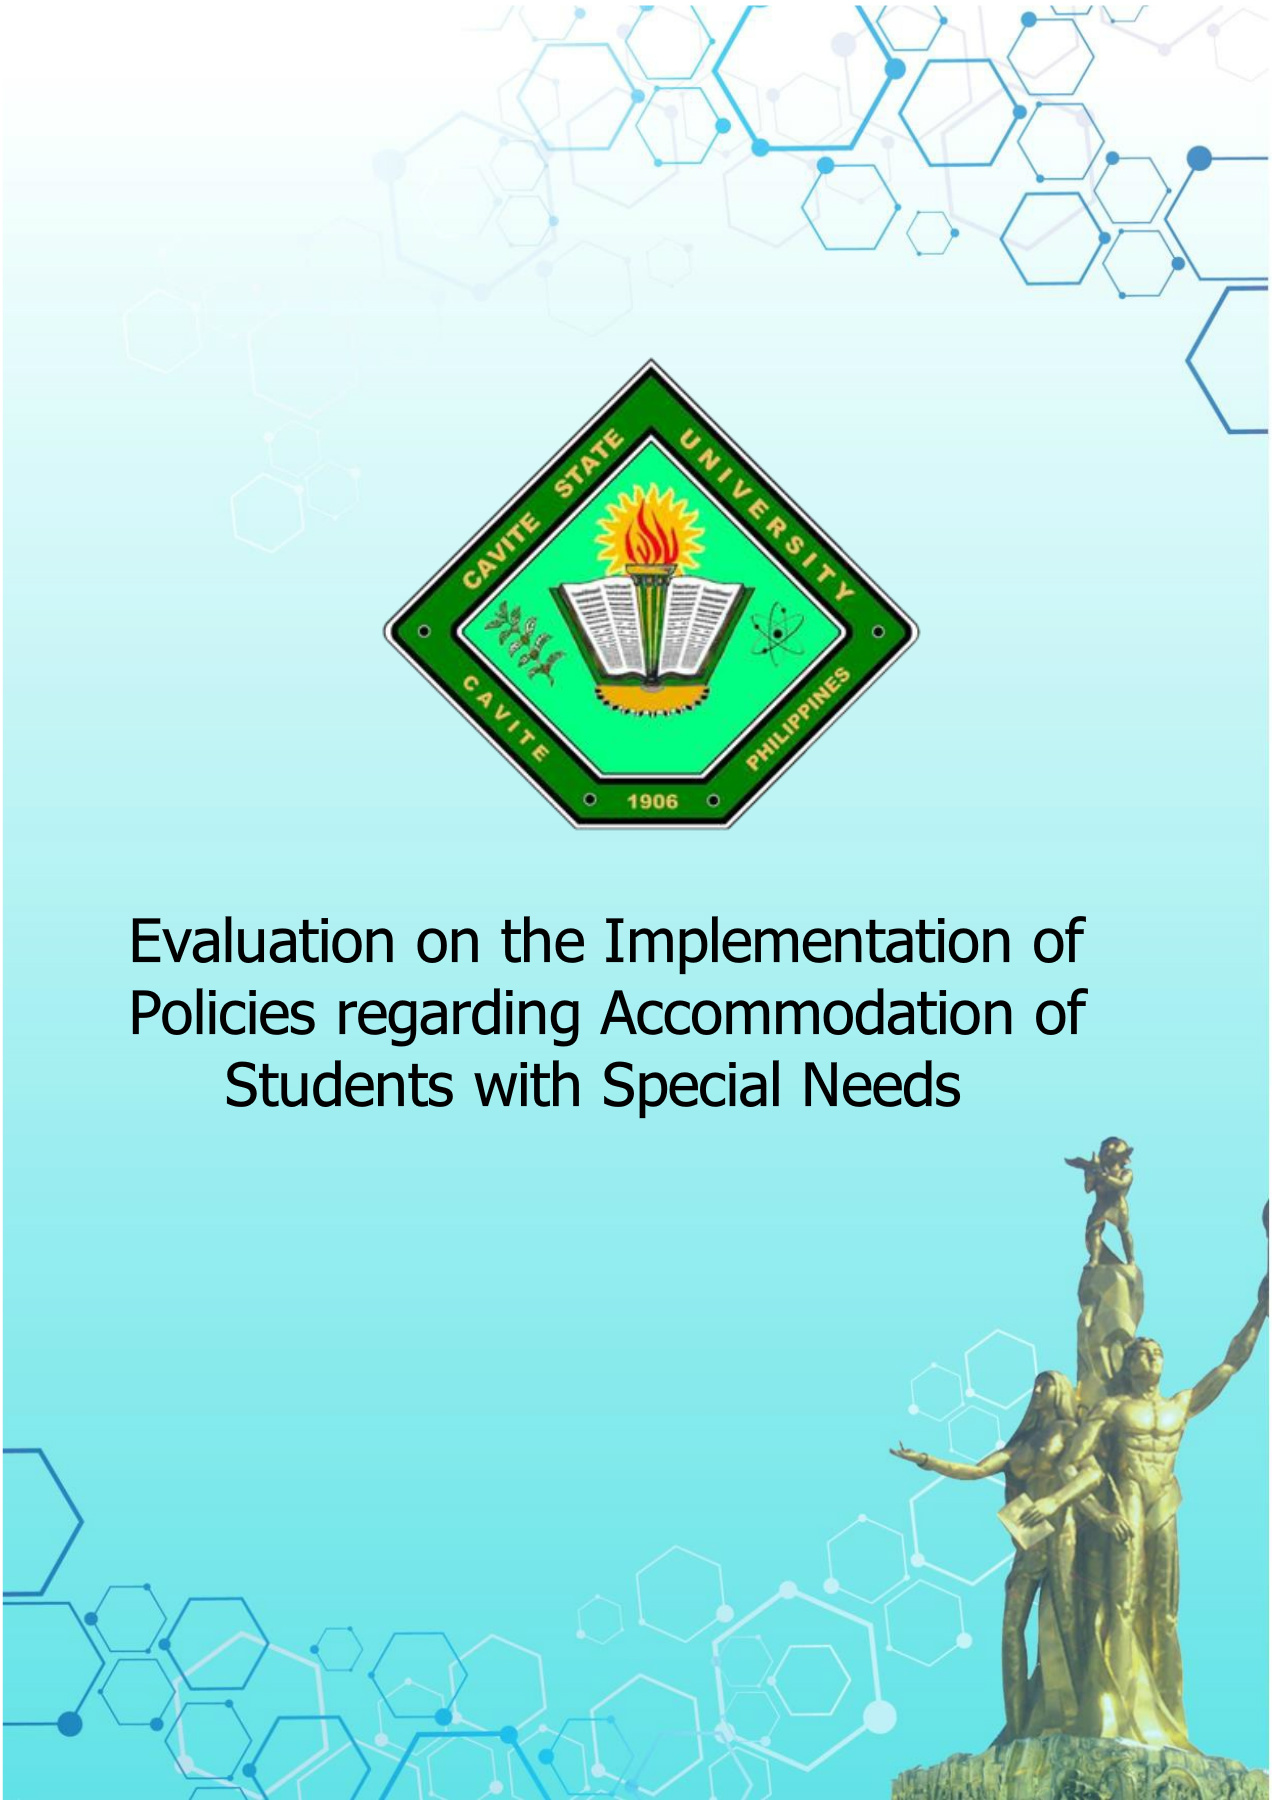 CAVITE STATE UNIVERSITY
CAVITE
PHILIPPINES
1906
Evaluation on the Implementation of
Policies regarding Accommodation of
Students with Special Needs